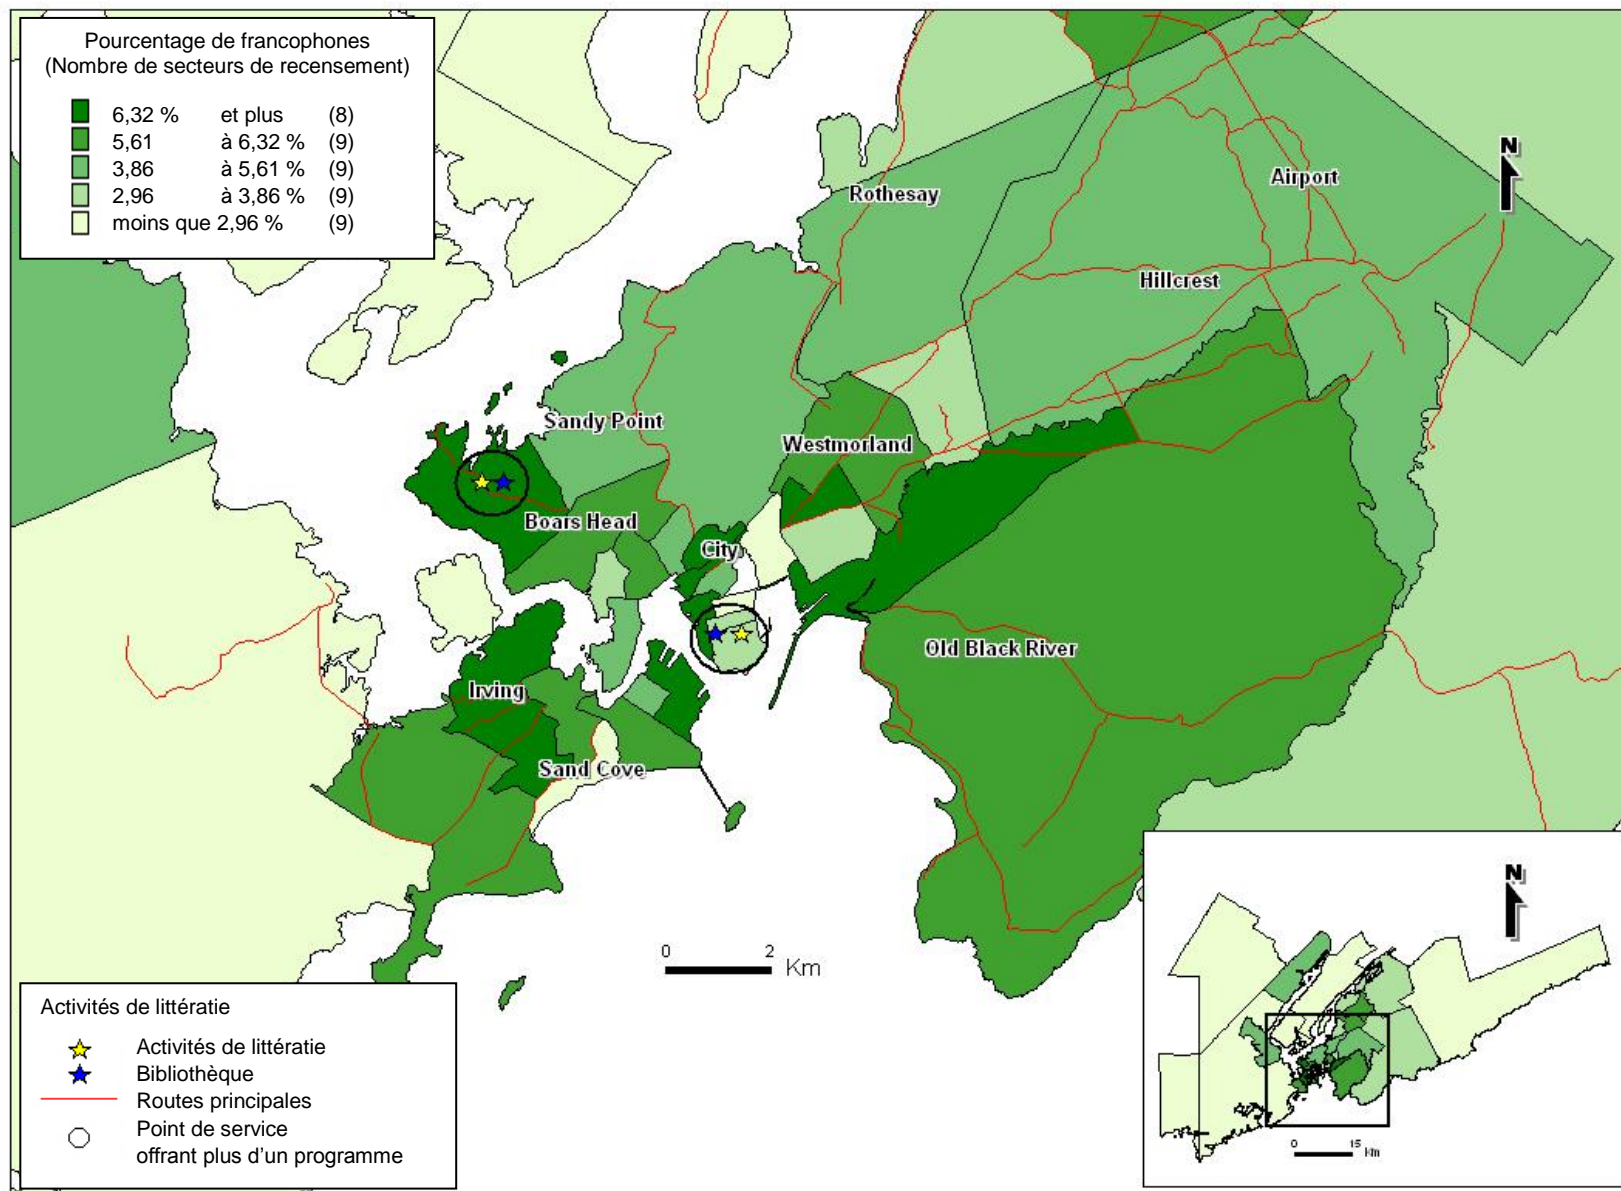 Pourcentage de francophones
(Nombre de secteurs de recensement)
6,32 % et plus (8)
5,61 à 6,32 % (9)
3,86 à 5,61 % (9)
2,96 à 3,86 % (9)
moins que 2,96 % (9)
N
Airport
Rothesay
Hillcrest
Sandy Point
Westmorland
Boars Head
City
Old Black River
Irving
Sand Cove
0 2 Km
N
0 15 Km
Activités de littératie
Activités de littératie
Bibliothèque
Routes principales
Point de service
offrant plus d'un programme